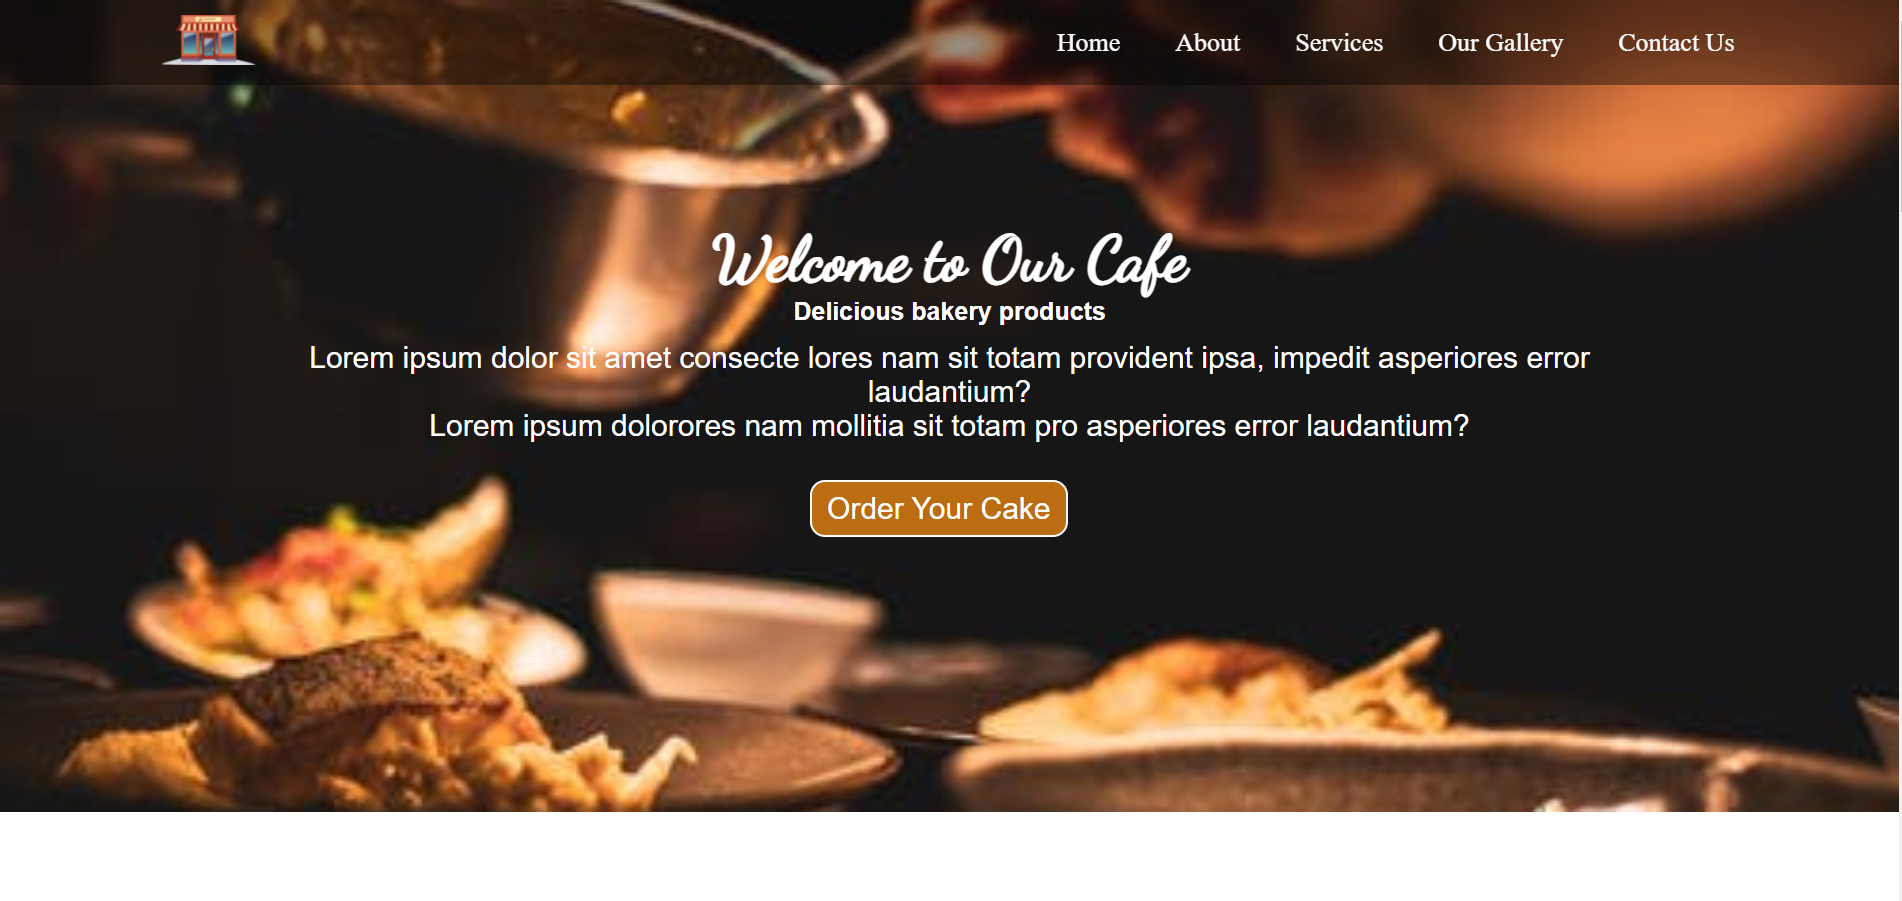 Home About Services Our Gallery Contact Us
Welcome to Our Cafe
Delicious bakery products
Lorem ipsum dolor sit amet consecte lores nam sit totam provident ipsa, impedit asperiores error
laudantium?
Lorem ipsum dolorores nam mollitia sit totam pro asperiores error laudantium?
Order Your Cake